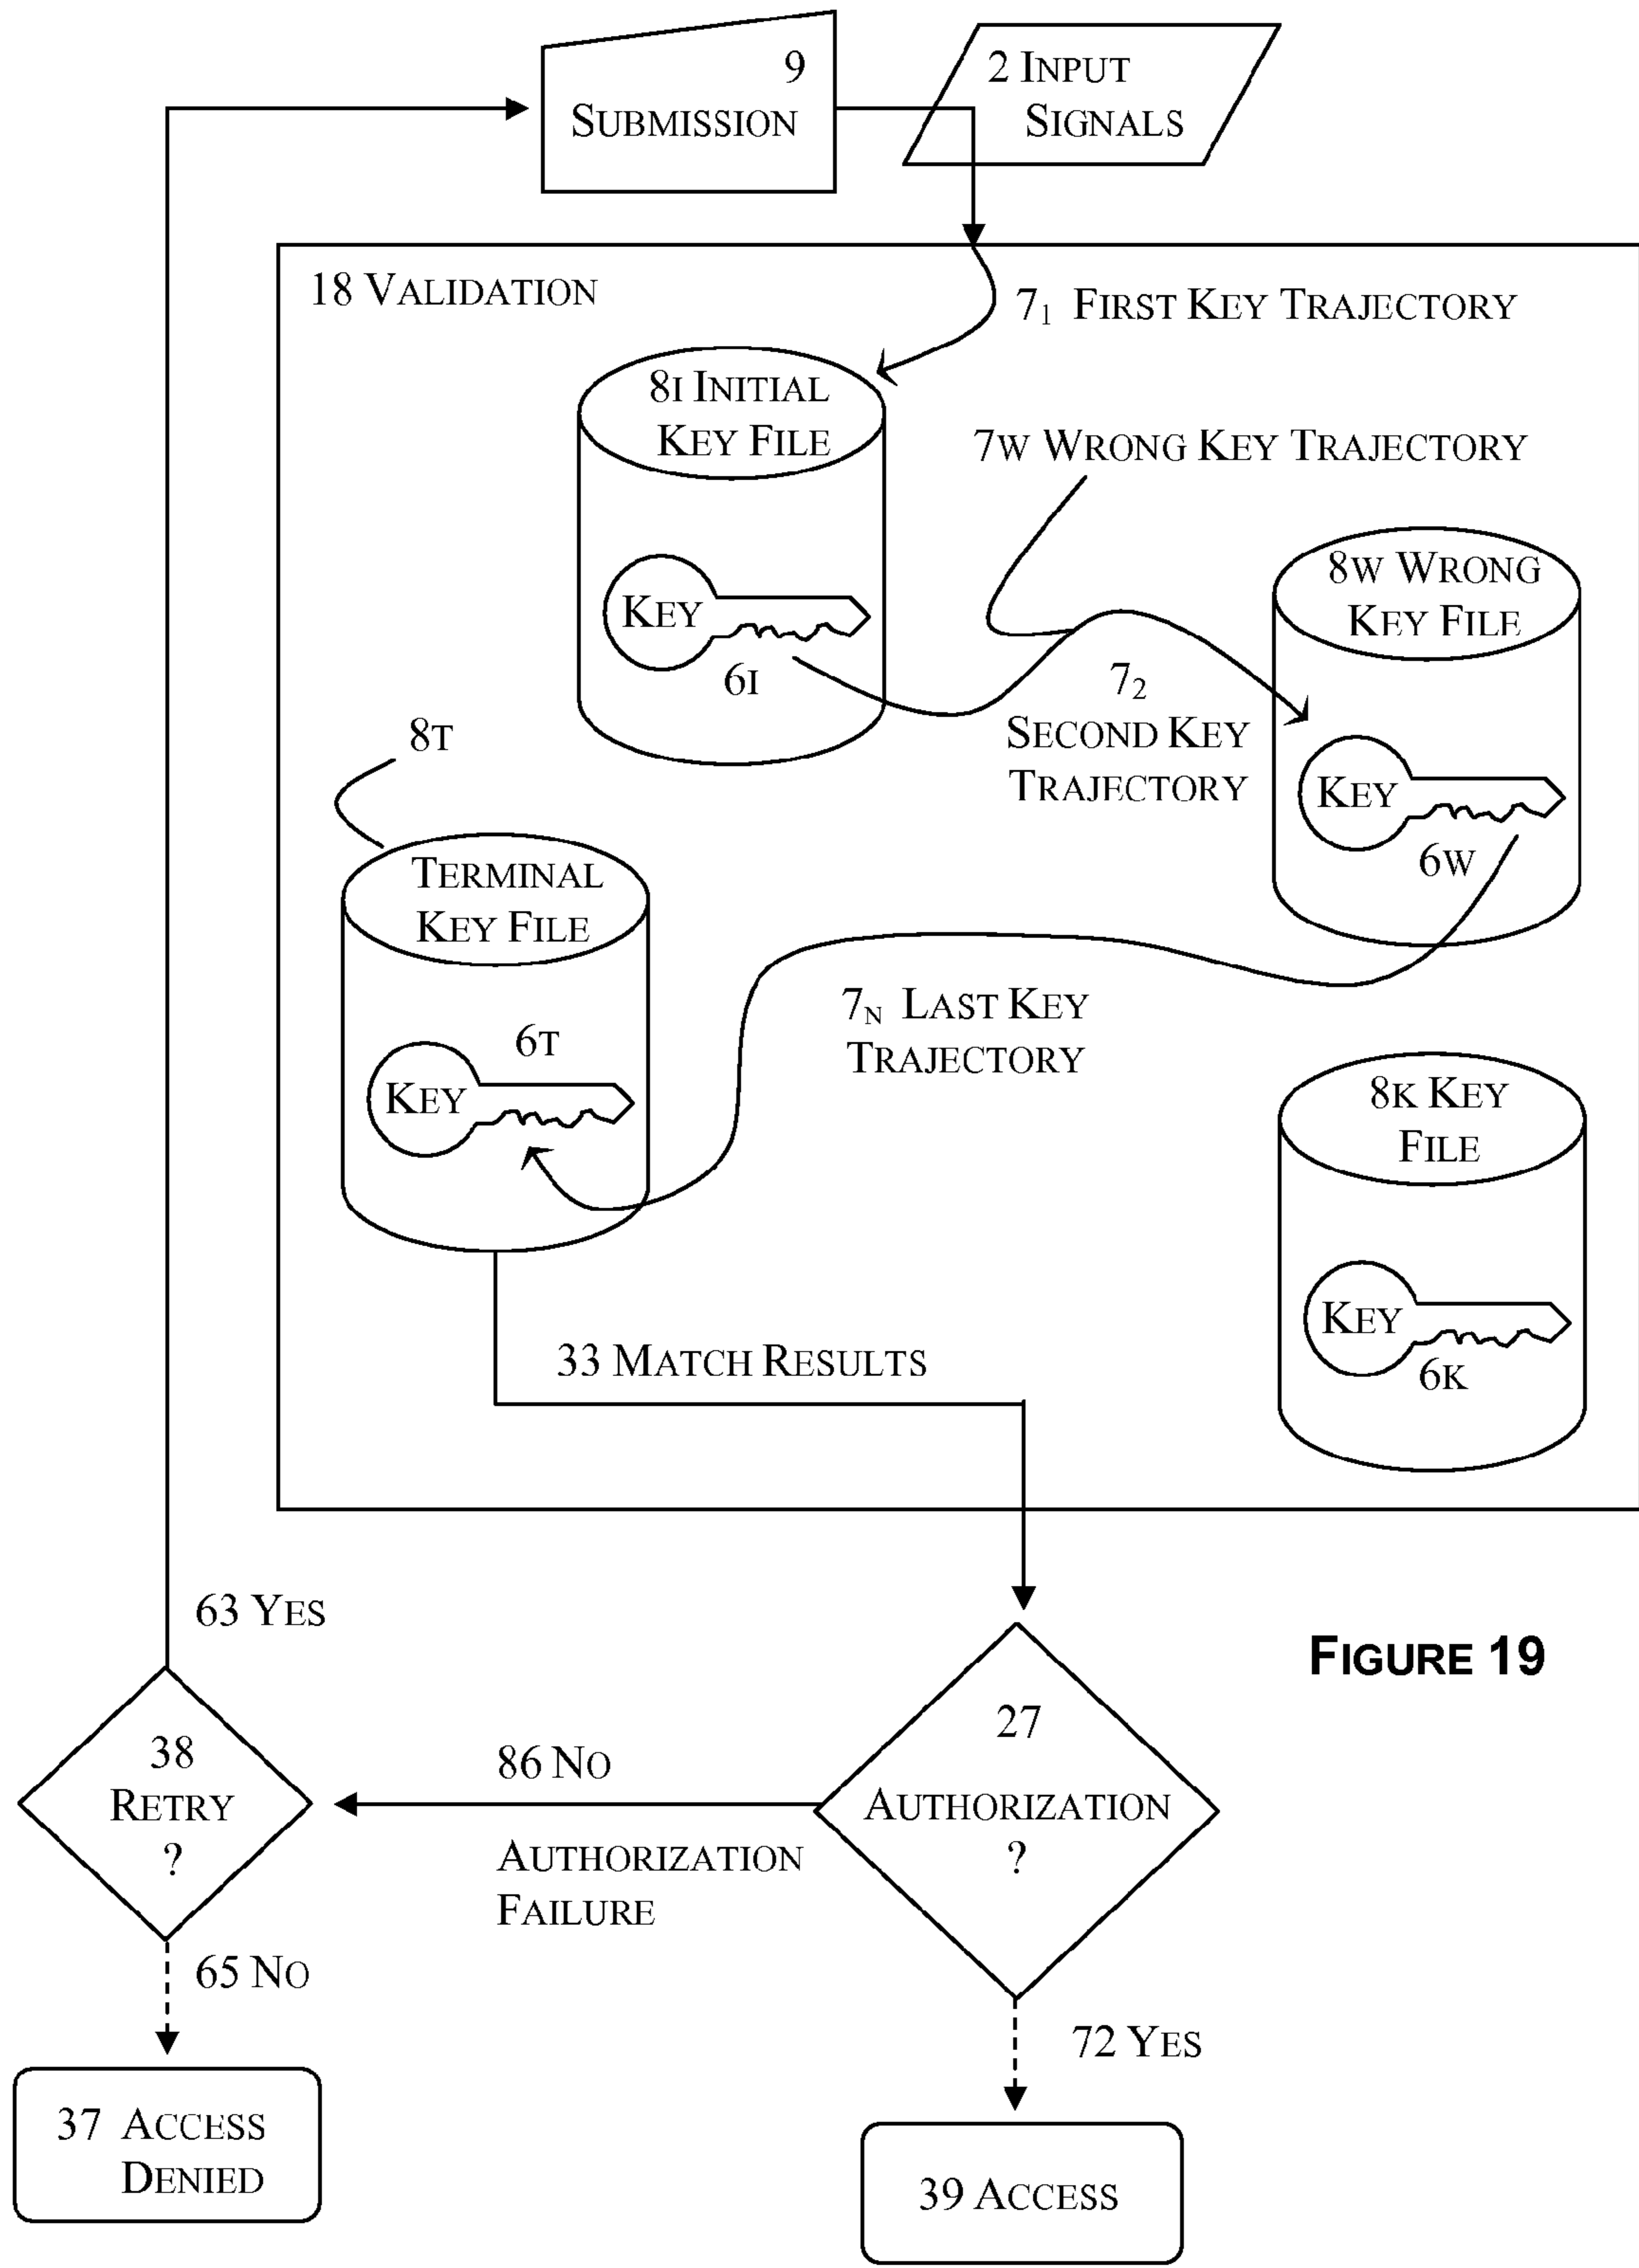 9
SUBMISSION
2 INPUT
SIGNALS
18 VALIDATION
7₁ FIRST KEY TRAJECTORY
8I INITIAL
KEY FILE
7W WRONG KEY TRAJECTORY
8W WRONG
KEY FILE
KEY
6I
7₂
SECOND KEY
TRAJECTORY
8T
KEY
6W
TERMINAL
KEY FILE
7N LAST KEY
TRAJECTORY
6T
KEY
8K KEY
FILE
KEY
6K
33 MATCH RESULTS
63 YES
FIGURE 19
38
RETRY
?
86 NO
AUTHORIZATION
FAILURE
27
AUTHORIZATION
?
65 NO
72 YES
37 ACCESS
DENIED
39 ACCESS